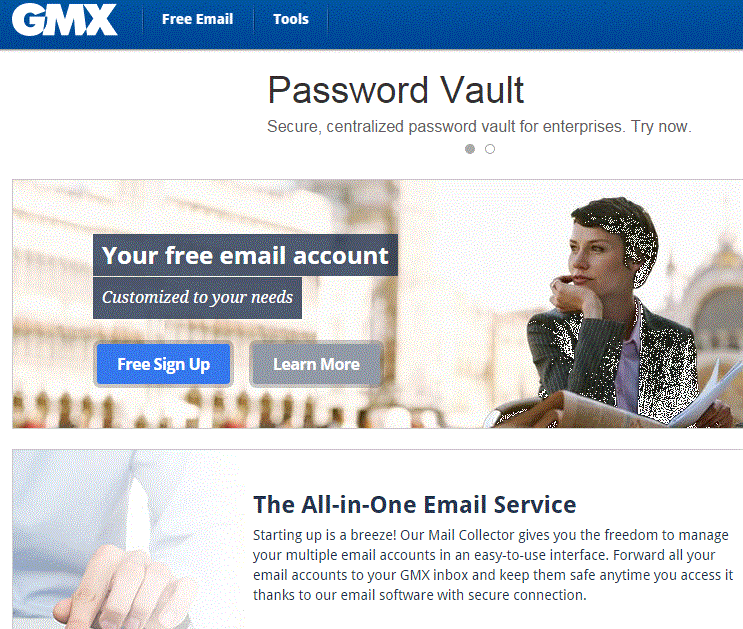 GMX
Free Email
Tools
Password Vault
Secure, centralized password vault for enterprises. Try now.
Your free email account
Customized to your needs
Free Sign Up
Learn More
The All-in-One Email Service
Starting up is a breeze! Our Mail Collector gives you the freedom to manage
your multiple email accounts in an easy-to-use interface. Forward all your
email accounts to your GMX inbox and keep them safe anytime you access it
thanks to our email software with secure connection.